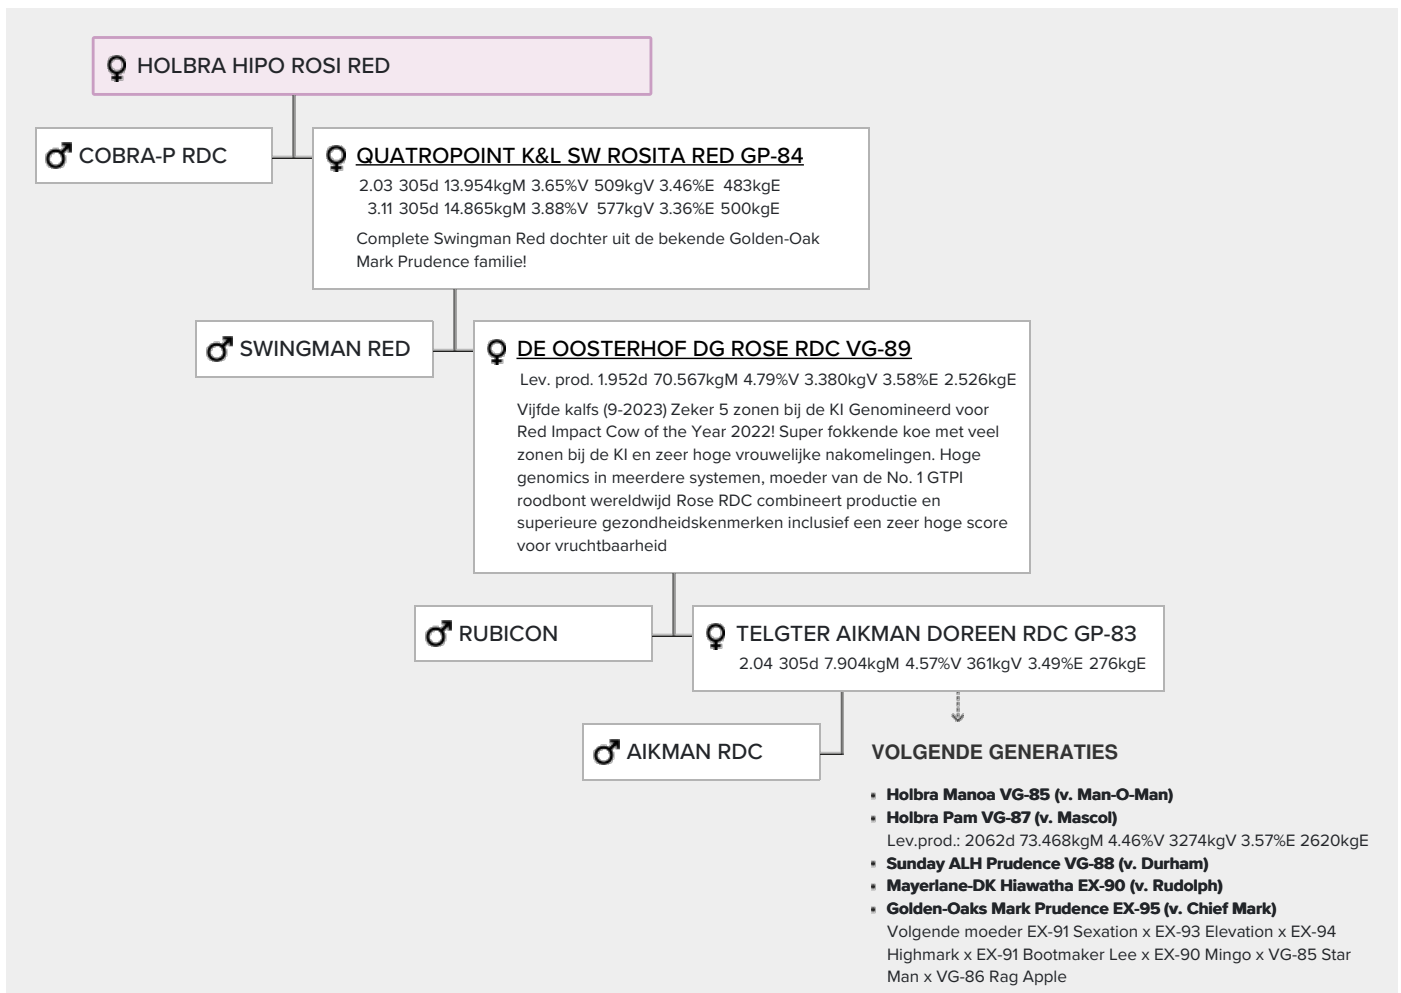 HOLBRA HIPO ROSI RED
COBRA-P RDC
QUATROPOINT K&L SW ROSITA RED GP-84
2.03 305d 13.954kgM 3.65%V 509kgV 3.46%E 483kgE
3.11 305d 14.865kgM 3.88%V 577kgV 3.36%E 500kgE
Complete Swingman Red dochter uit de bekende Golden-Oak
Mark Prudence familie!
SWINGMAN RED
DE OOSTERHOF DG ROSE RDC VG-89
Lev. prod. 1.952d 70.567kgM 4.79%V 3.380kgV 3.58%E 2.526kgE
Vijfde kalfs (9-2023) Zeker 5 zonen bij de KI Genomineerd voor
Red Impact Cow of the Year 2022! Super fokkende koe met veel
zonen bij de KI en zeer hoge vrouwelijke nakomelingen. Hoge
genomics in meerdere systemen, moeder van de No. 1 GTPI
roodbont wereldwijd Rose RDC combineert productie en
superieure gezondheidskenmerken inclusief een zeer hoge score
voor vruchtbaarheid
RUBICON
TELGTER AIKMAN DOREEN RDC GP-83
2.04 305d 7.904kgM 4.57%V 361kgV 3.49%E 276kgE
AIKMAN RDC
VOLGENDE GENERATIES
Holbra Manoa VG-85 (v. Man-O-Man)
Holbra Pam VG-87 (v. Mascol)
Lev.prod.: 2062d 73.468kgM 4.46%V 3274kgV 3.57%E 2620kgE
Sunday ALH Prudence VG-88 (v. Durham)
Mayerlane-DK Hiawatha EX-90 (v. Rudolph)
Golden-Oaks Mark Prudence EX-95 (v. Chief Mark)
Volgende moeder EX-91 Sexation x EX-93 Elevation x EX-94
Highmark x EX-91 Bootmaker Lee x EX-90 Mingo x VG-85 Star
Man x VG-86 Rag Apple